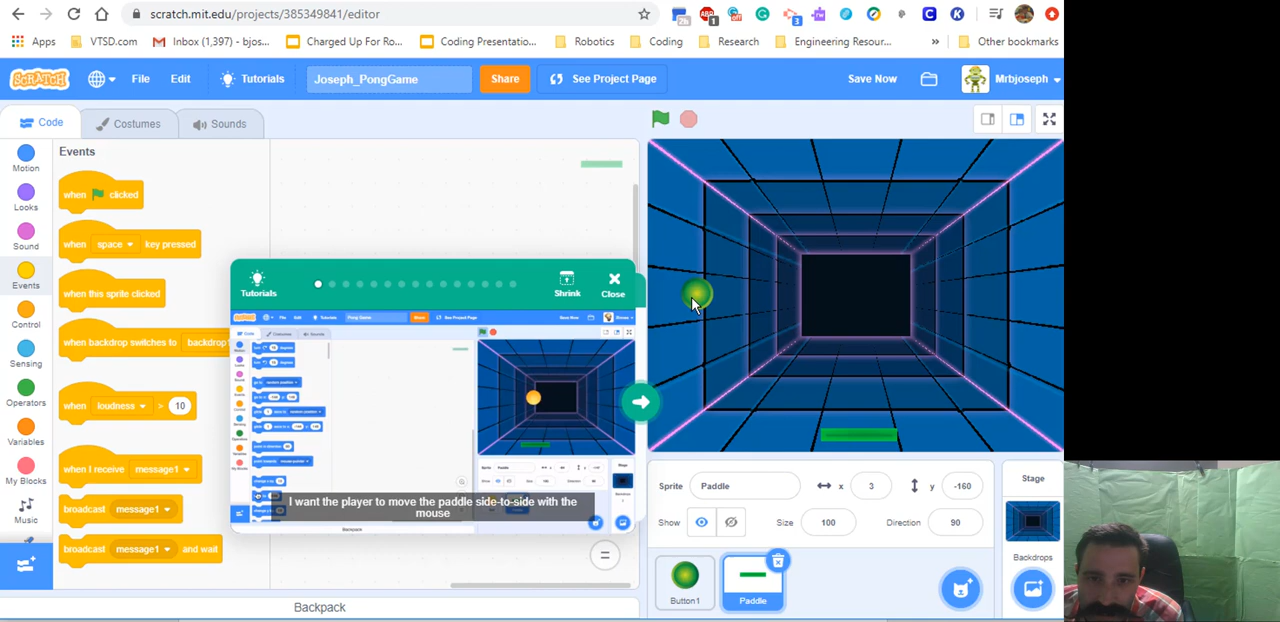 scratch.mit.edu/projects/385349841/editor
Apps VTSD.com Inbox (1,397) - bjos... Charged Up For Ro... Coding Presentatio... Robotics Coding Research Engineering Resour... » Other bookmarks
SCRATCH File Edit Tutorials Joseph_PongGame Share See Project Page Save Now Mrbjoseph
Code Costumes Sounds
Motion
Looks
Sound
Events
Control
Sensing
Operators
Variables
My Blocks
Music
Events
when clicked
when space key pressed
when this sprite clicked
when backdrop switches to backdrop
when loudness > 10
when I receive message1
broadcast message1
broadcast message1 and wait
Tutorials Shrink Close
I want the player to move the paddle side-to-side with the
mouse
Backpack
Sprite Paddle x 3 y -160
Show Size 100 Direction 90
Button1 Paddle
Stage
Backdrops
1
Backpack